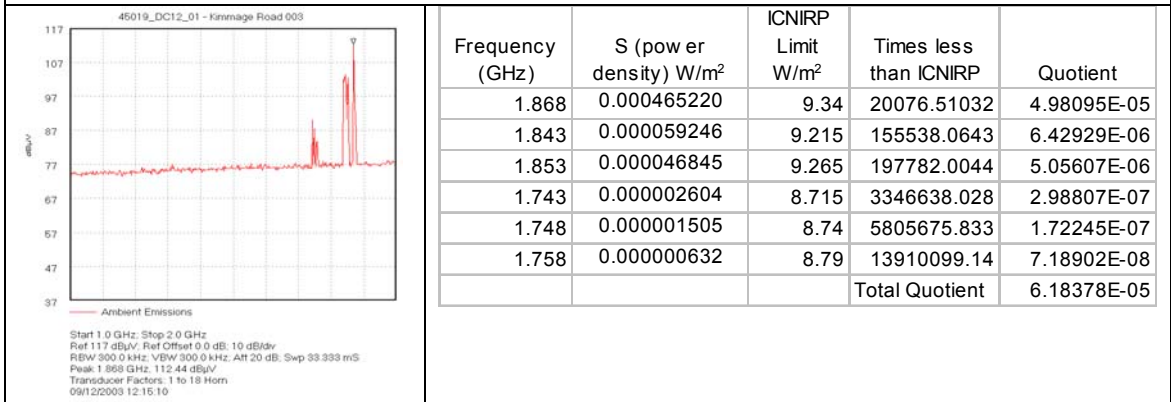 45019_DC12_01 - Kimmage Road 003
117
107
97
87
77
67
57
47
37
dBµV
Ambient Emissions
Start 1.0 GHz; Stop 2.0 GHz
Ref 117 dBµV; Ref Offset 0.0 dB; 10 dB/div
RBW 300.0 kHz; VBW 300.0 kHz; Att 20 dB; Swp 33.333 mS
Peak 1.868 GHz, 112.44 dBµV
Transducer Factors: 1 to 18 Horn
09/12/2003 12:15:10
Frequency (GHz) S (pow er density) W/m² ICNIRP Limit W/m² Times less than ICNIRP Quotient
1.868 0.000465220 9.34 20076.51032 4.98095E-05
1.843 0.000059246 9.215 155538.0643 6.42929E-06
1.853 0.000046845 9.265 197782.0044 5.05607E-06
1.743 0.000002604 8.715 3346638.028 2.98807E-07
1.748 0.000001505 8.74 5805675.833 1.72245E-07
1.758 0.000000632 8.79 13910099.14 7.18902E-08
Total Quotient 6.18378E-05